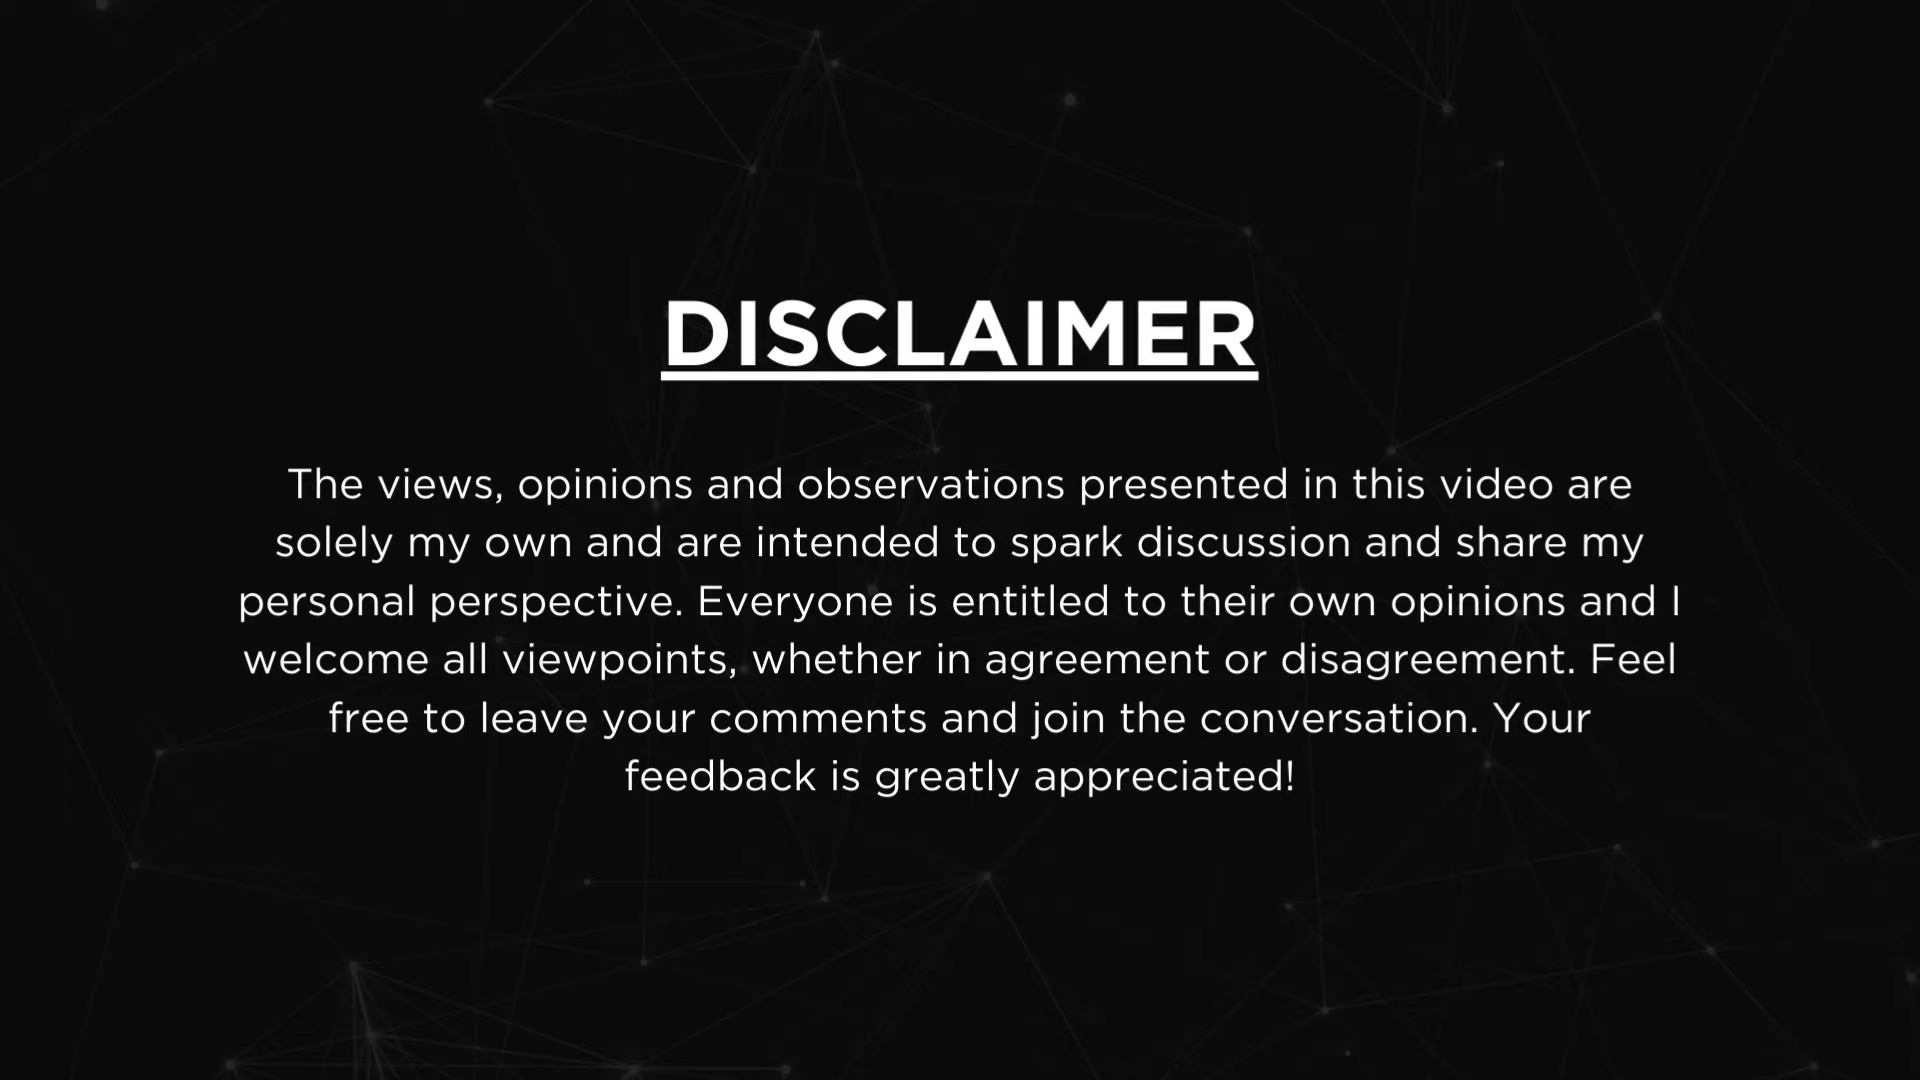 DISCLAIMER
The views, opinions and observations presented in this video are
solely my own and are intended to spark discussion and share my
personal perspective. Everyone is entitled to their own opinions and I
welcome all viewpoints, whether in agreement or disagreement. Feel
free to leave your comments and join the conversation. Your
feedback is greatly appreciated!